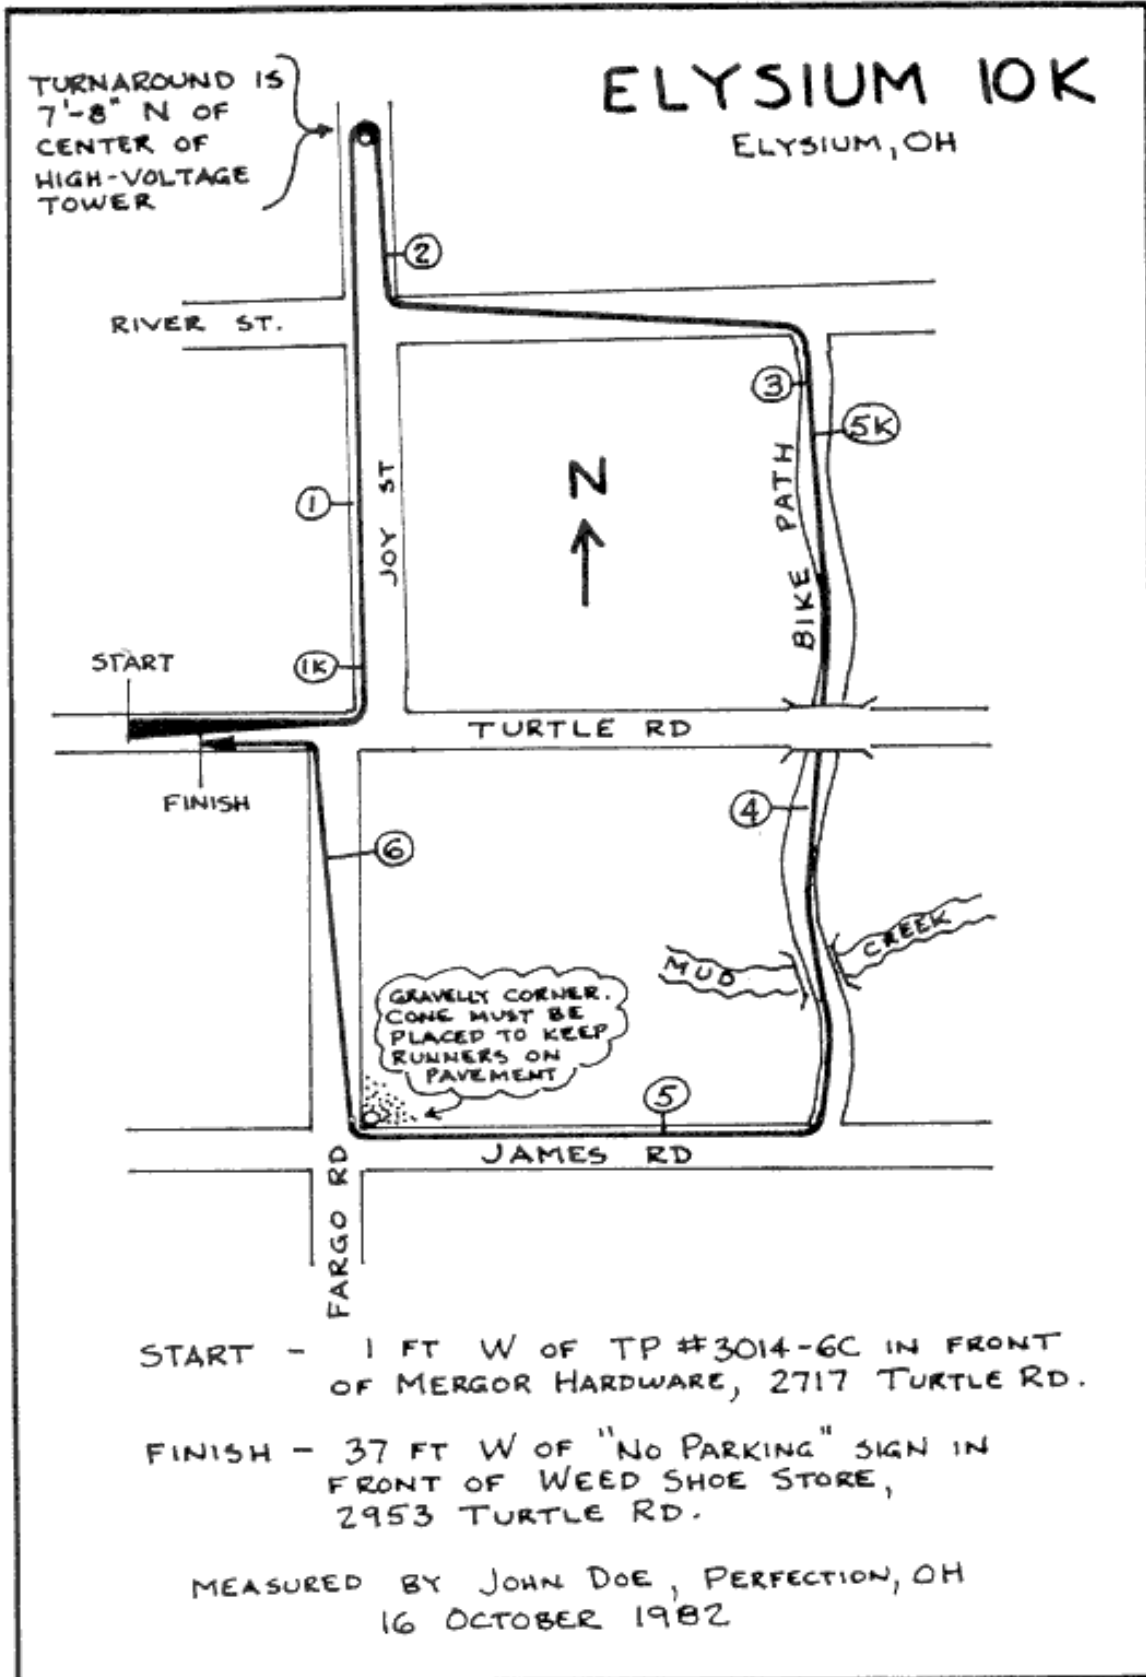 ELYSIUM 10K
ELYSIUM, OH
TURNAROUND IS
7'-8" N OF
CENTER OF
HIGH-VOLTAGE
TOWER
2
RIVER ST.
3
5K
1
JOY ST
N
BIKE PATH
START
1K
TURTLE RD
FINISH
4
6
MUD CREEK
GRAVELLY CORNER.
CONE MUST BE
PLACED TO KEEP
RUNNERS ON
PAVEMENT
5
JAMES RD
FARGO RD
START - 1 FT W OF TP #3014-6C IN FRONT
OF MERGOR HARDWARE, 2717 TURTLE RD.
FINISH - 37 FT W OF "NO PARKING" SIGN IN
FRONT OF WEED SHOE STORE,
2953 TURTLE RD.
MEASURED BY JOHN DOE, PERFECTION, OH
16 OCTOBER 1982